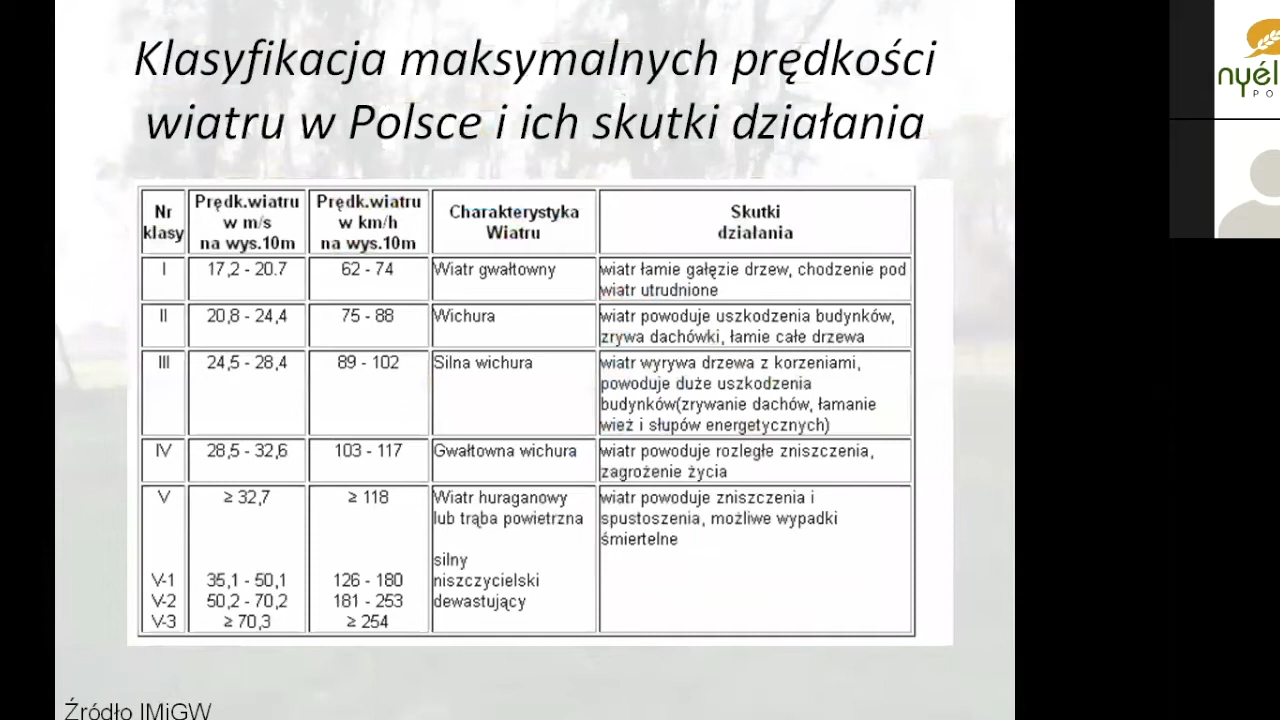 Klasyfikacja maksymalnych prędkości
wiatru w Polsce i ich skutki działania
Nr klasy
Prędk.wiatru w m/s na wys.10m
Prędk.wiatru w km/h na wys.10m
Charakterystyka Wiatru
Skutki działania
I
17,2 - 20.7
62 - 74
Wiatr gwałtowny
wiatr łamie gałęzie drzew, chodzenie pod
wiatr utrudnione
II
20,8 - 24,4
75 - 88
Wichura
wiatr powoduje uszkodzenia budynków,
zrywa dachówki, łamie całe drzewa
III
24,5 - 28,4
89 - 102
Silna wichura
wiatr wyrywa drzewa z korzeniami,
powoduje duże uszkodzenia
budynków(zrywanie dachów, łamanie
wież i słupów energetycznych)
IV
28,5 - 32,6
103 - 117
Gwałtowna wichura
wiatr powoduje rozległe zniszczenia,
zagrożenie życia
V
≥ 32,7
≥ 118
Wiatr huraganowy
lub trąba powietrzna
wiatr powoduje zniszczenia i
spustoszenia, możliwe wypadki
śmiertelne
silny
V-1
35,1 - 50,1
126 - 180
niszczycielski
V-2
50,2 - 70,2
181 - 253
dewastujący
V-3
≥ 70,3
≥ 254
Źródło IMiGW
nyél
PO